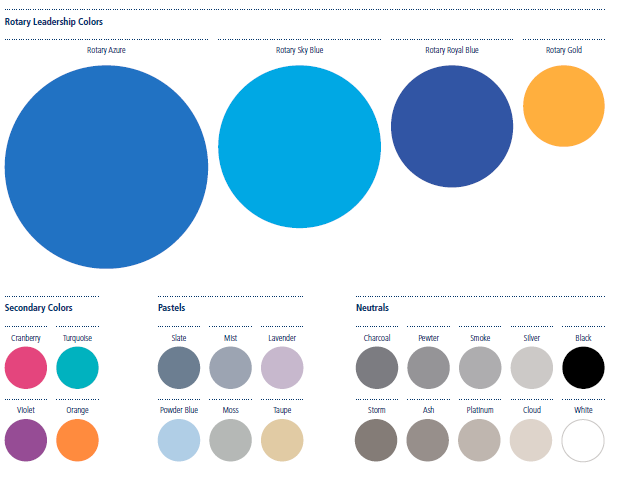 Rotary Leadership Colors
Rotary Azure
Rotary Sky Blue
Rotary Royal Blue
Rotary Gold
Secondary Colors
Cranberry
Turquoise
Violet
Orange
Pastels
Slate
Mist
Lavender
Powder Blue
Moss
Taupe
Neutrals
Charcoal
Pewter
Smoke
Silver
Black
Storm
Ash
Platinum
Cloud
White